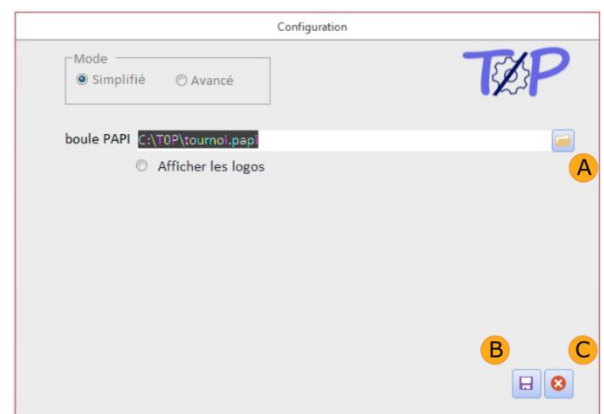 Configuration
Mode
TOP
Simplifié Avancé
boule PAPI C:\TOP\tournoi.papi
A
Afficher les logos
B C